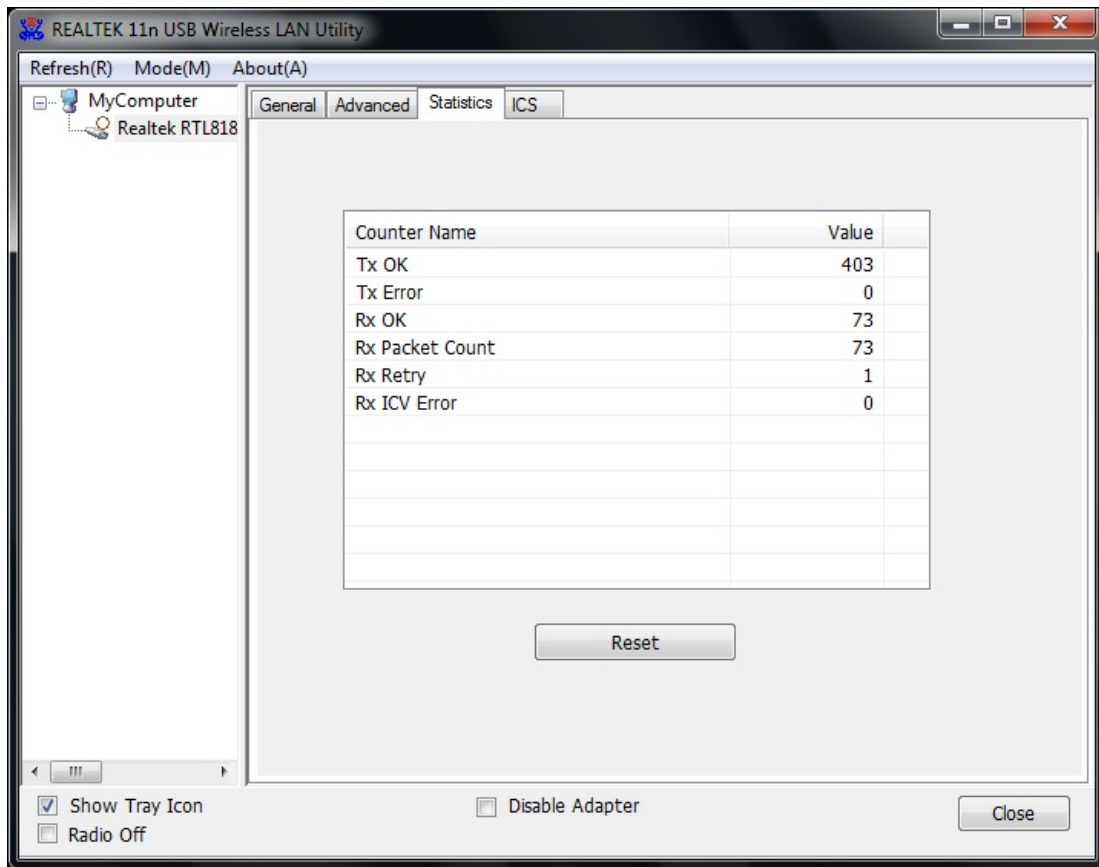 REALTEK 11n USB Wireless LAN Utility
Refresh(R) Mode(M) About(A)
MyComputer
Realtek RTL818
General Advanced Statistics ICS
Counter Name Value
Tx OK 403
Tx Error 0
Rx OK 73
Rx Packet Count 73
Rx Retry 1
Rx ICV Error 0
Reset
Show Tray Icon
Radio Off
Disable Adapter
Close